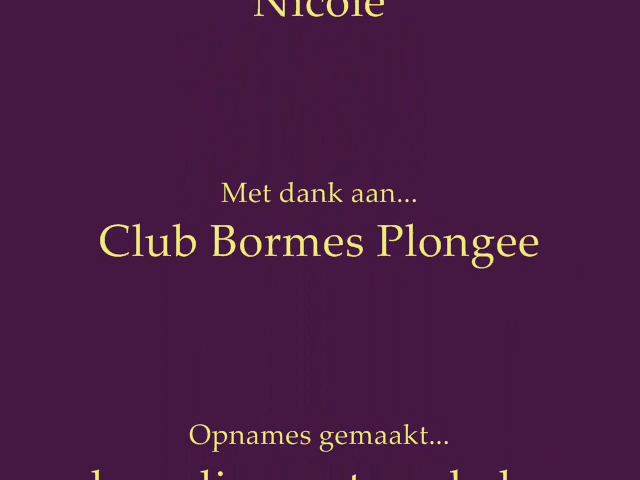 Nicole
Met dank aan...
Club Bormes Plongee
Opnames gemaakt...